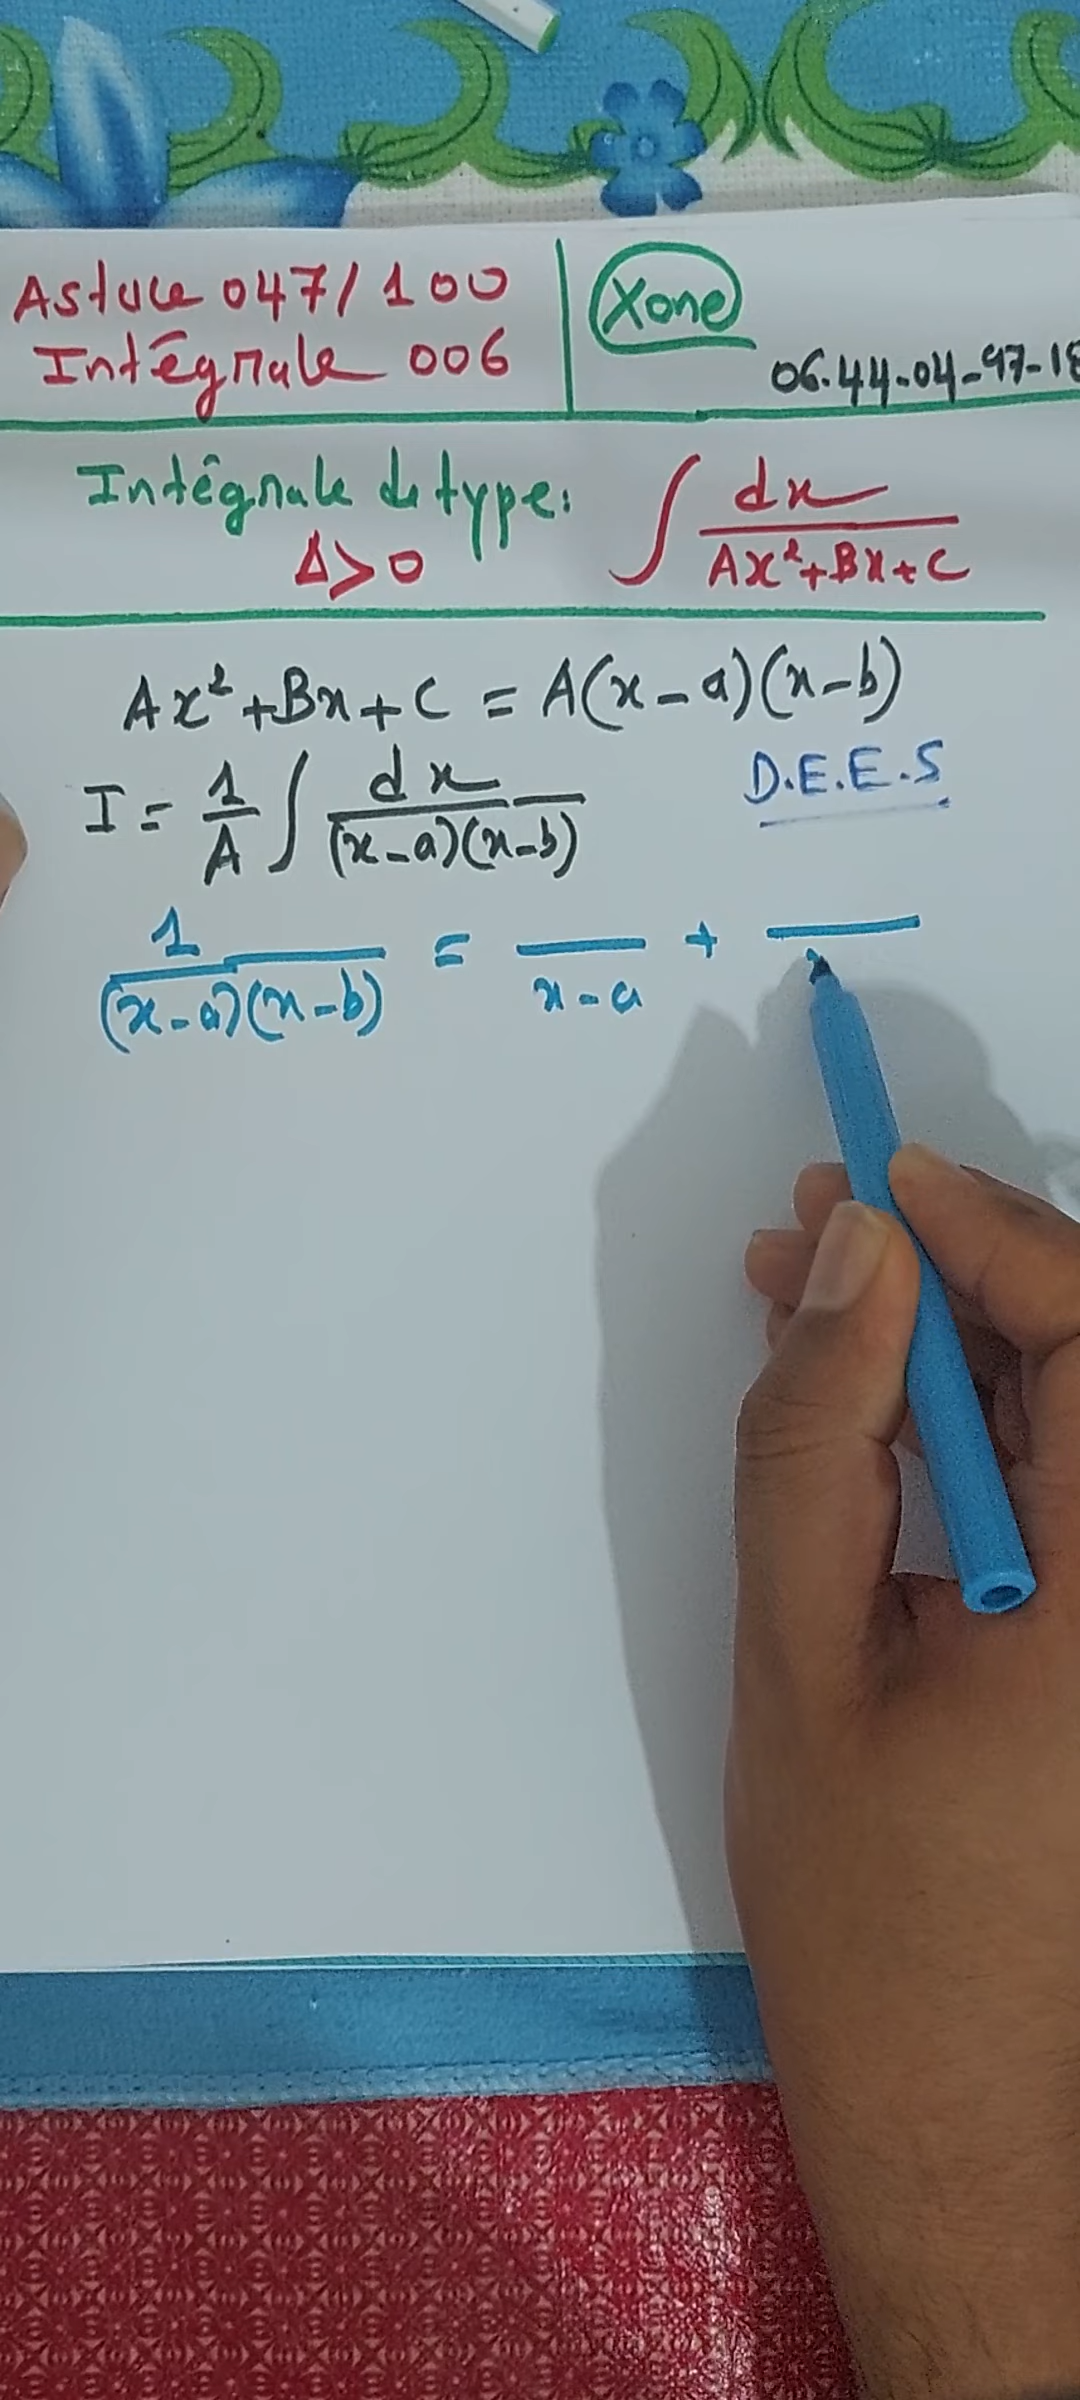 Astuce 047/100
Intégrale 006
Xone
06.44.04-97-18
Intégrale de type: ∫ dx / (Ax²+Bx+C)
Δ>0
Ax²+Bx+C = A(x-a)(x-b)
I = 1/A ∫ dx / (x-a)(x-b)
D.E.E.S
1 / (x-a)(x-b) = — / x-a + —